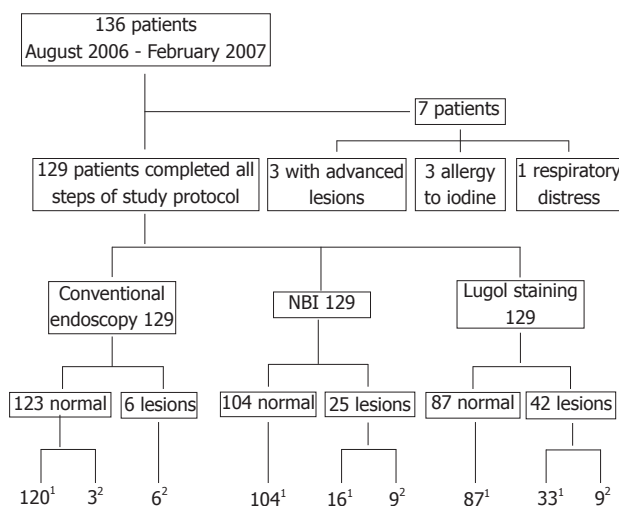 136 patients
August 2006 - February 2007
7 patients
129 patients completed all
steps of study protocol
3 with advanced
lesions
3 allergy
to iodine
1 respiratory
distress
Conventional
endoscopy 129
NBI 129
Lugol staining
129
123 normal
6 lesions
104 normal
25 lesions
87 normal
42 lesions
120¹
3²
6²
104¹
16¹
9²
87¹
33¹
9²